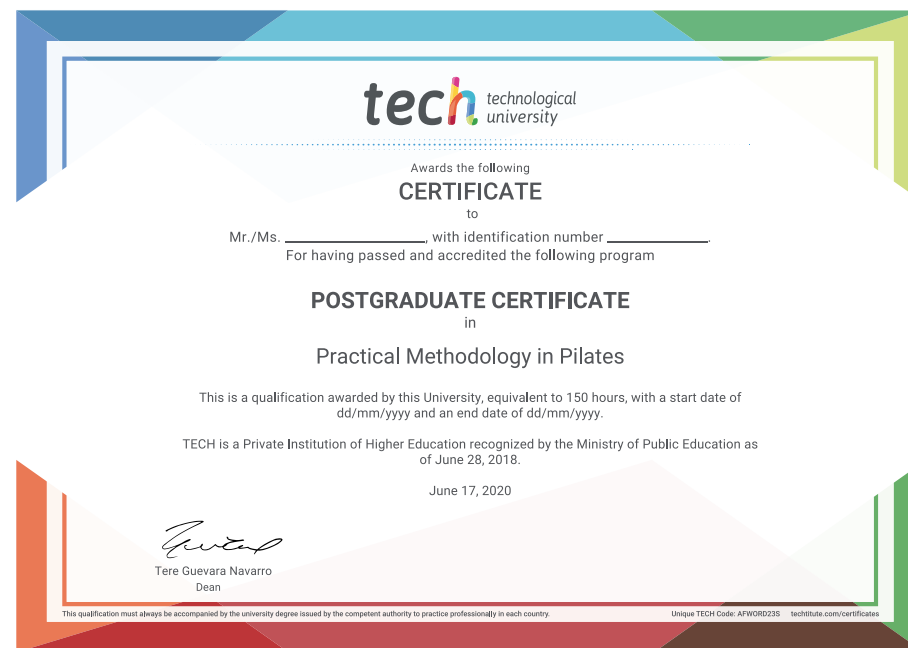 tech technological
university
Awards the following
CERTIFICATE
to
Mr./Ms. ____________, with identification number ____________.
For having passed and accredited the following program
POSTGRADUATE CERTIFICATE
in
Practical Methodology in Pilates
This is a qualification awarded by this University, equivalent to 150 hours, with a start date of
dd/mm/yyyy and an end date of dd/mm/yyyy.
TECH is a Private Institution of Higher Education recognized by the Ministry of Public Education as
of June 28, 2018.
June 17, 2020
Tere Guevara Navarro
Dean
This qualification must always be accompanied by the university degree issued by the competent authority to practice professionally in each country. Unique TECH Code: AFWORD23S techtitute.com/certificates